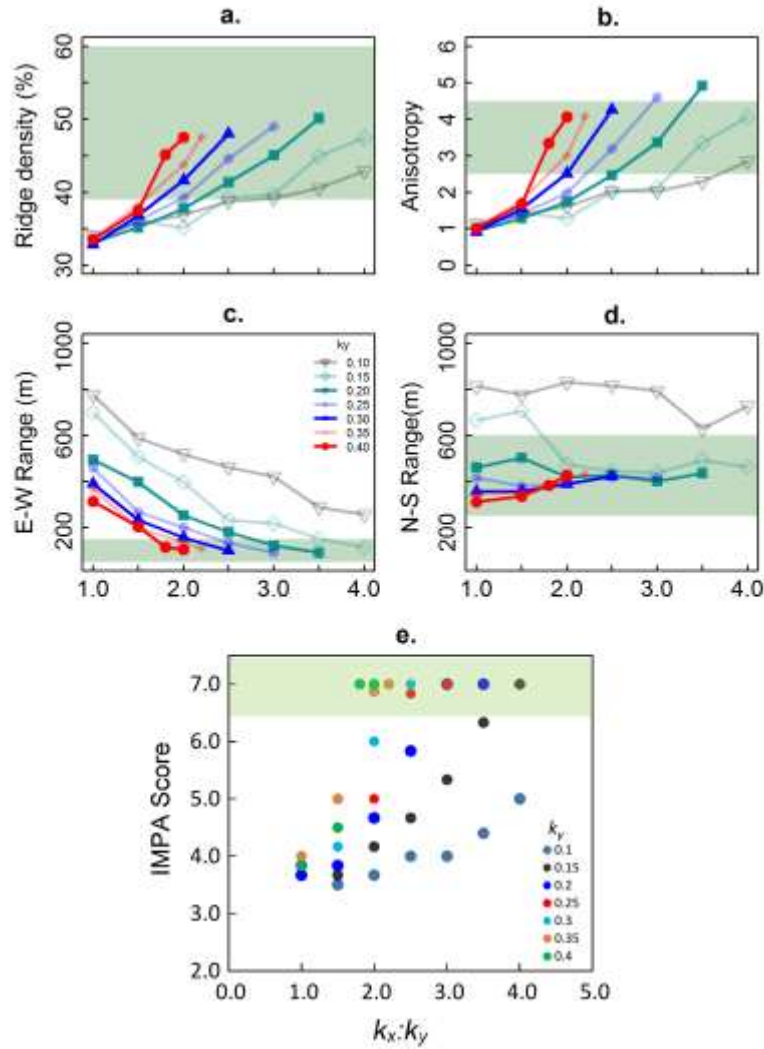 a.
b.
60
50
40
30
Ridge density (%)
6
5
4
3
2
1
0
Anisotropy
c.
d.
1000
600
200
E-W Range (m)
ky
0.10
0.15
0.20
0.25
0.30
0.35
0.40
1.0 2.0 3.0 4.0
1000
600
200
N-S Range(m)
1.0 2.0 3.0 4.0
e.
7.0
6.0
5.0
4.0
3.0
2.0
IMPA Score
ky
0.1
0.15
0.2
0.25
0.3
0.35
0.4
0.0 1.0 2.0 3.0 4.0 5.0
kx:ky